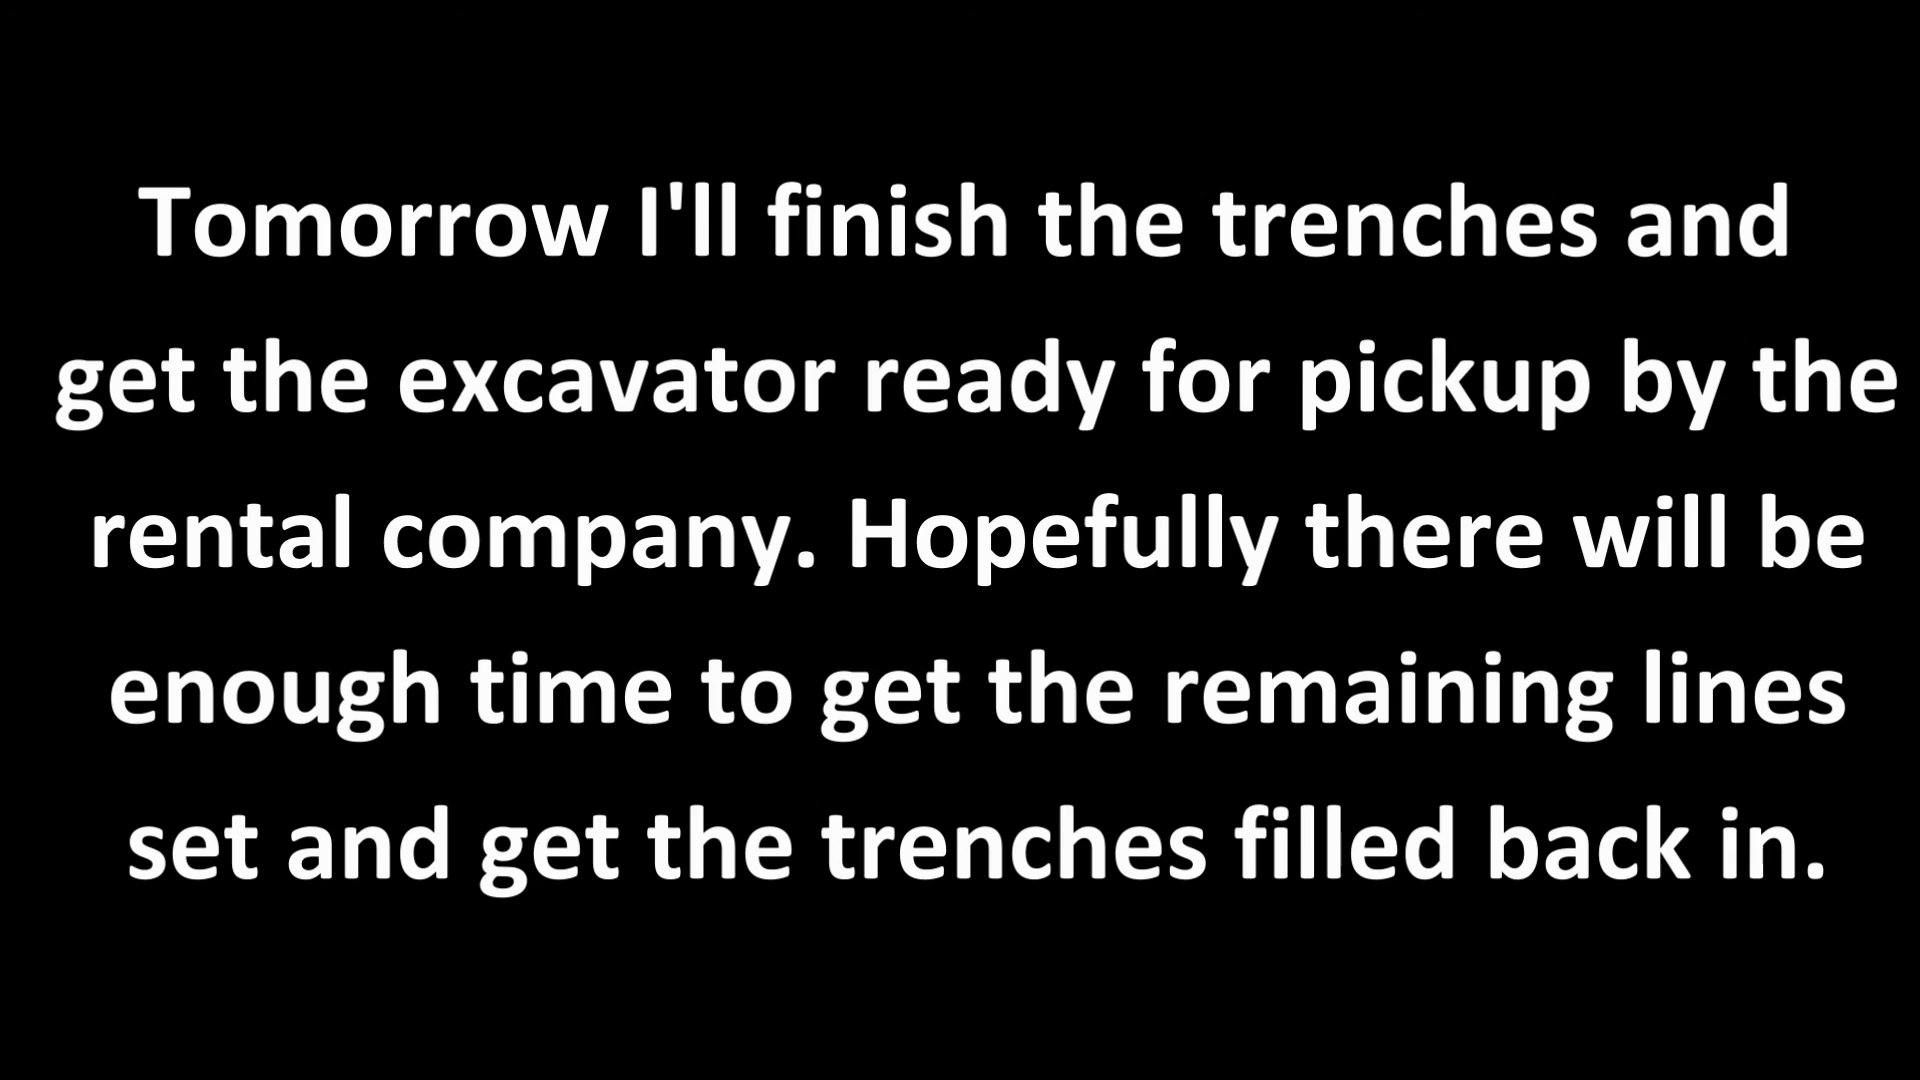 Tomorrow I'll finish the trenches and
get the excavator ready for pickup by the
rental company. Hopefully there will be
enough time to get the remaining lines
set and get the trenches filled back in.